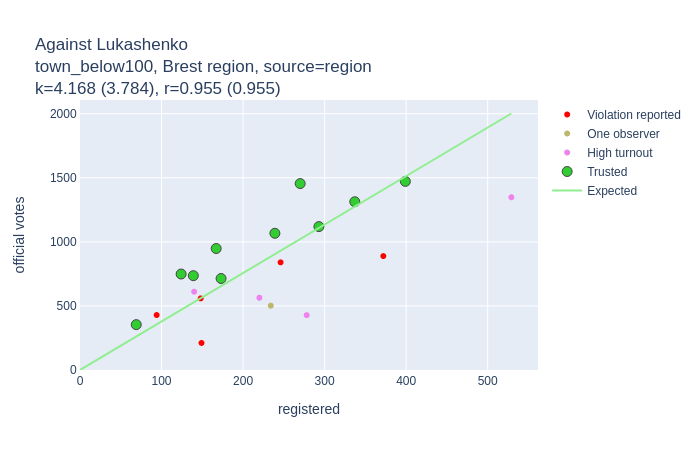 Against Lukashenko
town_below100, Brest region, source=region
k=4.168 (3.784), r=0.955 (0.955)
2000
1500
1000
500
0
official votes
0 100 200 300 400 500
registered
Violation reported
One observer
High turnout
Trusted
Expected